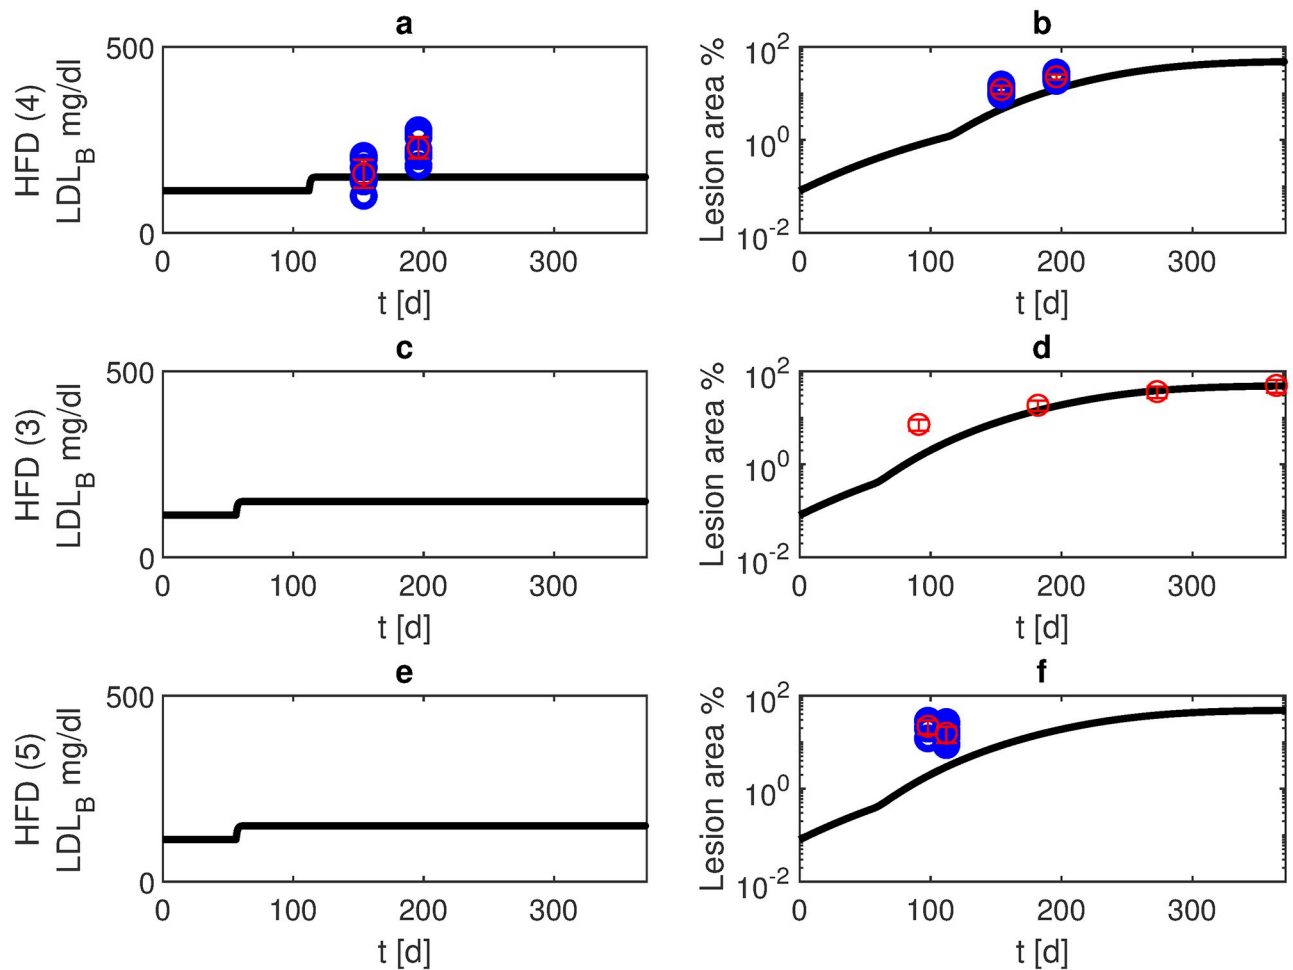 a
HFD (4)
LDL_B mg/dl
500
0
0 100 200 300
t [d]
b
Lesion area %
10^2
10^0
10^-2
0 100 200 300
t [d]
c
HFD (3)
LDL_B mg/dl
500
0
0 100 200 300
t [d]
d
Lesion area %
10^2
10^0
10^-2
0 100 200 300
t [d]
e
HFD (5)
LDL_B mg/dl
500
0
0 100 200 300
t [d]
f
Lesion area %
10^2
10^0
10^-2
0 100 200 300
t [d]